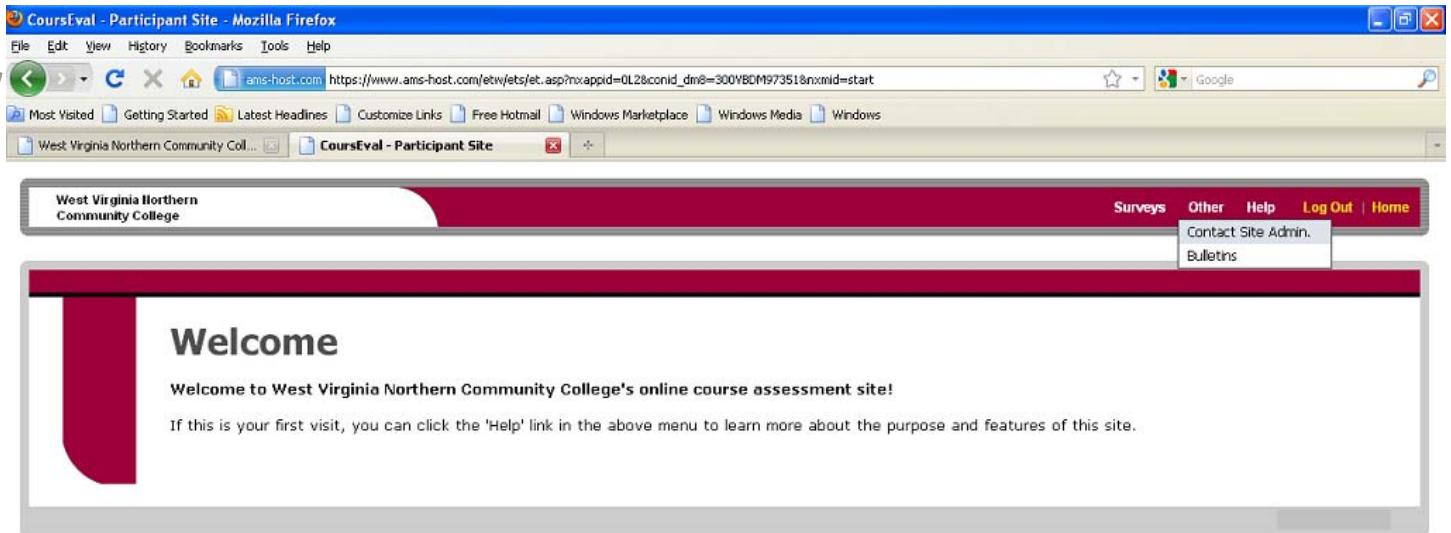 CoursEval - Participant Site - Mozilla Firefox
File Edit View History Bookmarks Tools Help
ams-host.com https://www.ams-host.com/etw/ets/et.asp?nxappid=0L2&conid_dm8=300YBDM97351&nxmid=start Google
Most Visited Getting Started Latest Headlines Customize Links Free Hotmail Windows Marketplace Windows Media Windows
West Virginia Northern Community Coll... CoursEval - Participant Site
West Virginia Northern
Community College
Surveys Other Help Log Out | Home
Contact Site Admin.
Bulletins
Welcome
Welcome to West Virginia Northern Community College's online course assessment site!
If this is your first visit, you can click the 'Help' link in the above menu to learn more about the purpose and features of this site.